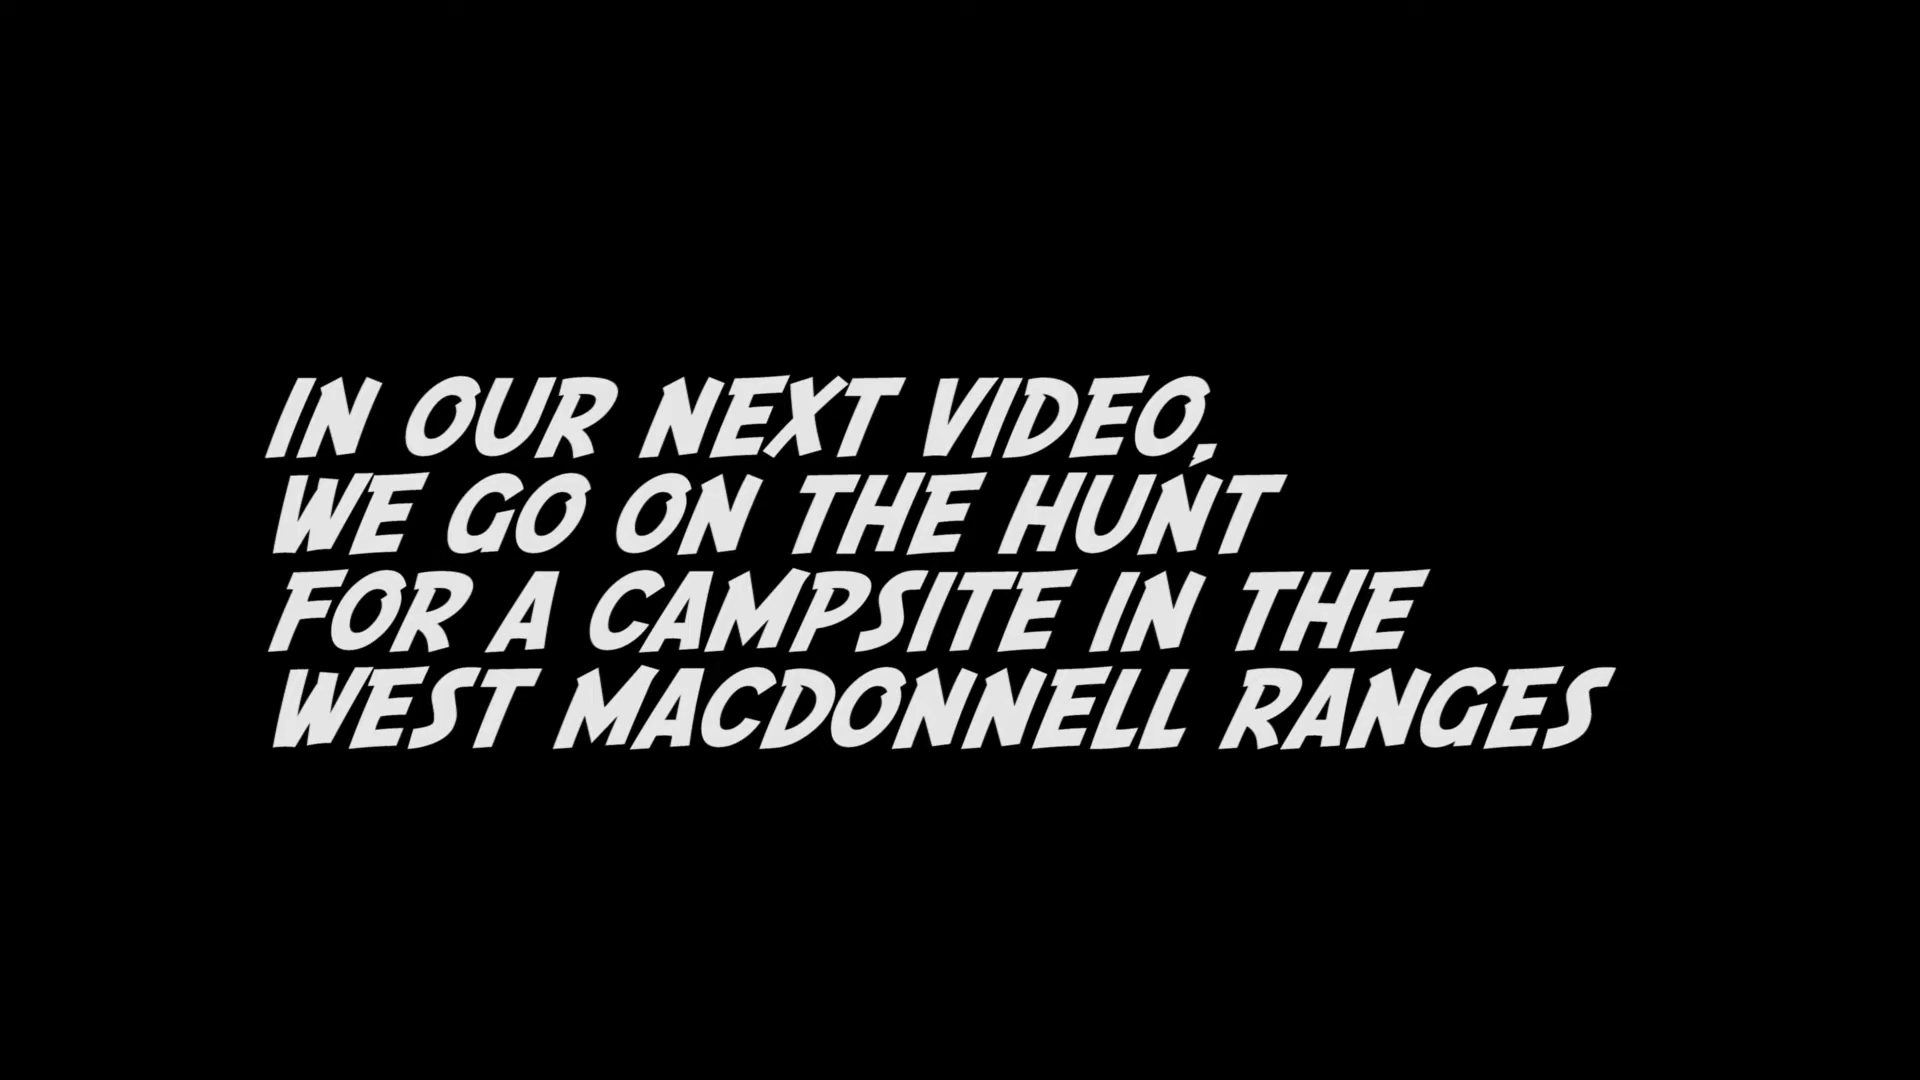 IN OUR NEXT VIDEO,
WE GO ON THE HUNT
FOR A CAMPSITE IN THE
WEST MACDONNELL RANGES